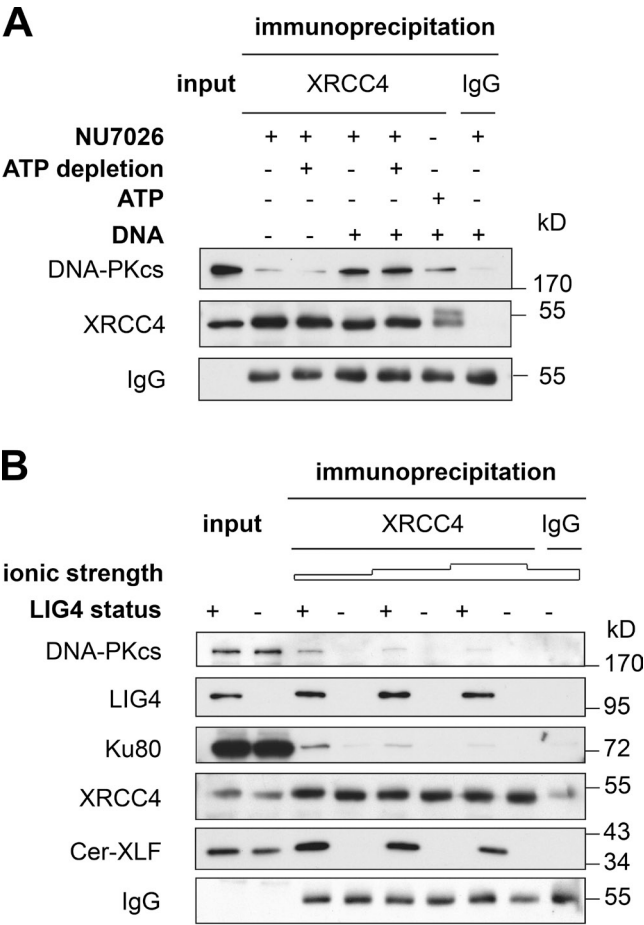 A
immunoprecipitation
input XRCC4 IgG
NU7026 + + + + - +
ATP depletion - + - + - -
ATP - - - - + -
DNA - - + + + +
kD
DNA-PKcs
170
XRCC4 55
IgG 55
B
immunoprecipitation
input XRCC4 IgG
ionic strength
LIG4 status + - + - + - + - -
kD
DNA-PKcs
170
LIG4 95
Ku80 72
XRCC4 55
43
Cer-XLF
34
IgG 55